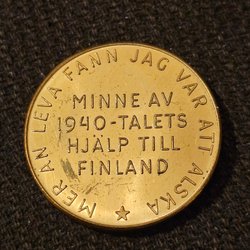 MER ÄN LEVA FANN JAG VAR ATT ÄLSKA
MINNE AV
1940-TALETS
HJÄLP TILL
FINLAND